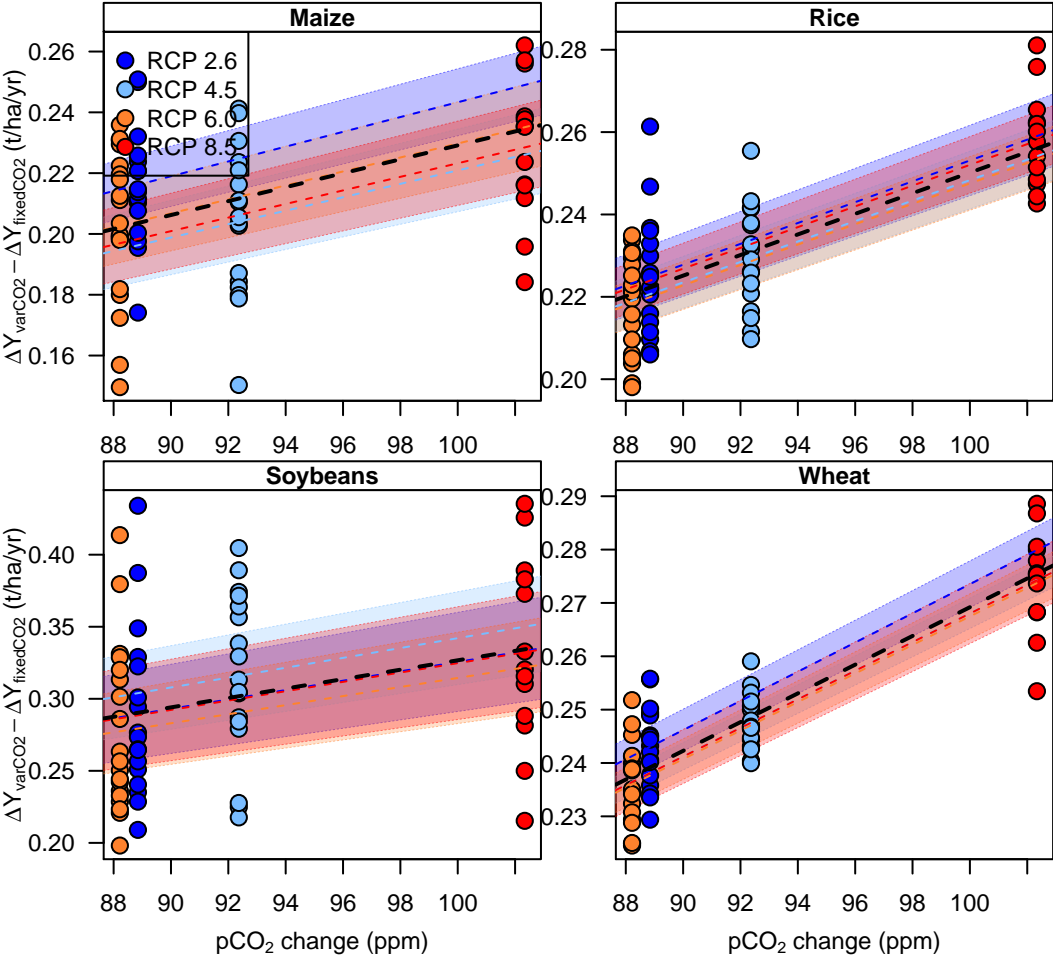 Maize
ΔY_varCO2 − ΔY_fixedCO2 (t/ha/yr)
0.26
0.24
0.22
0.20
0.18
0.16
RCP 2.6
RCP 4.5
RCP 6.0
RCP 8.5
88 90 92 94 96 98 100
Rice
0.28
0.26
0.24
0.22
0.20
88 90 92 94 96 98 100
Soybeans
ΔY_varCO2 − ΔY_fixedCO2 (t/ha/yr)
0.40
0.35
0.30
0.25
0.20
88 90 92 94 96 98 100
pCO₂ change (ppm)
Wheat
0.29
0.28
0.27
0.26
0.25
0.24
0.23
88 90 92 94 96 98 100
pCO₂ change (ppm)